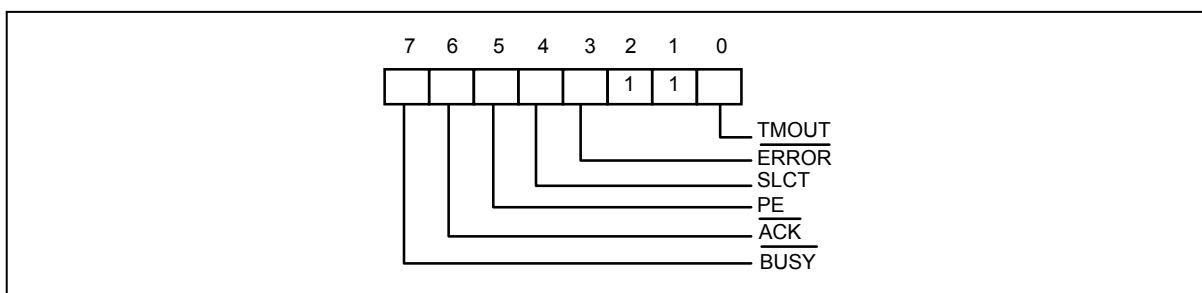 7 6 5 4 3 2 1 0
1 1
TMOUT
ERROR
SLCT
PE
ACK
BUSY